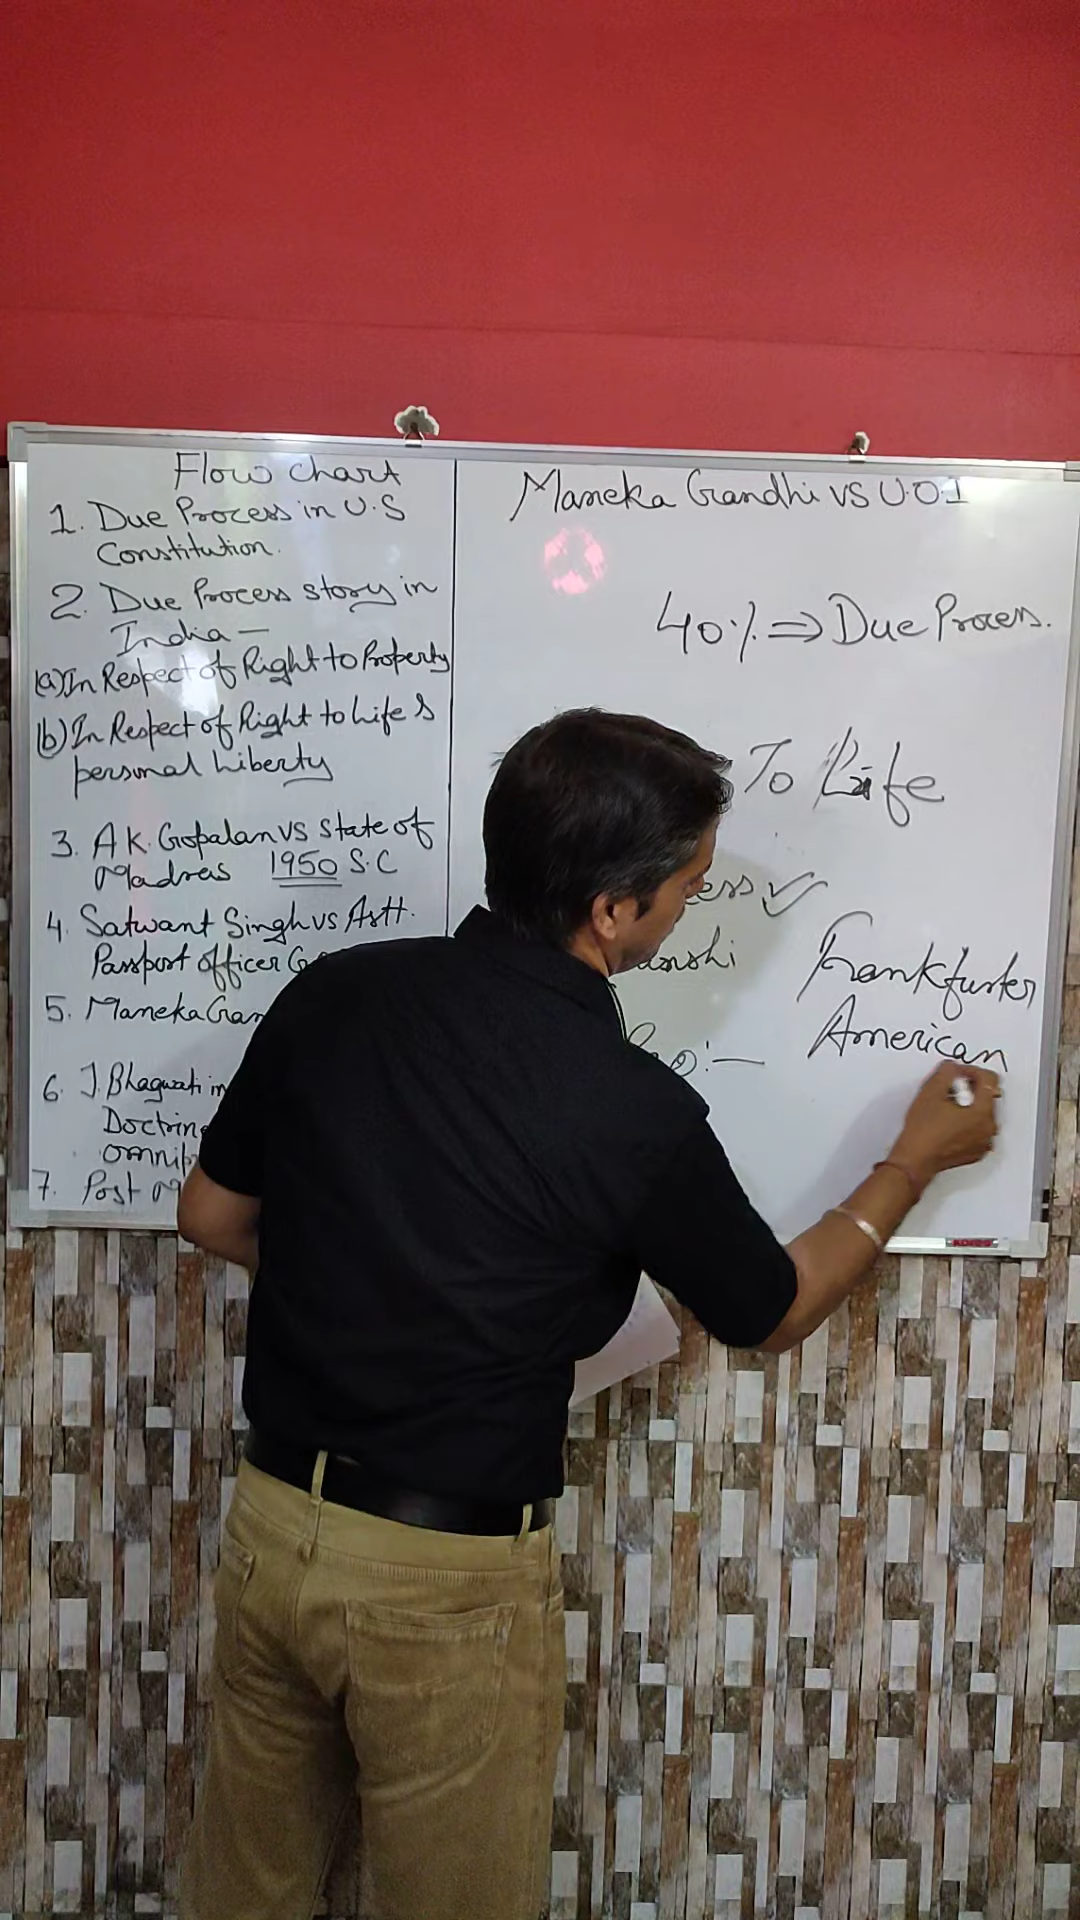 Flow chart
1. Due Process in U.S
Constitution.
2. Due Process story in
India —
(a) In Respect of Right to Property
(b) In Respect of Right to Life &
personal Liberty
3. A K. Gopalan vs State of
Madras 1950 S.C
4. Satwant Singh vs Astt.
Passport officer
5. Maneka Gan
6. J. Bhagwati in
Doctrine
omnip
7. Post M
Maneka Gandhi vs U.O.I
40% ⇒ Due Process.
To Life
ess ✓
Frankfurter
American
KORES